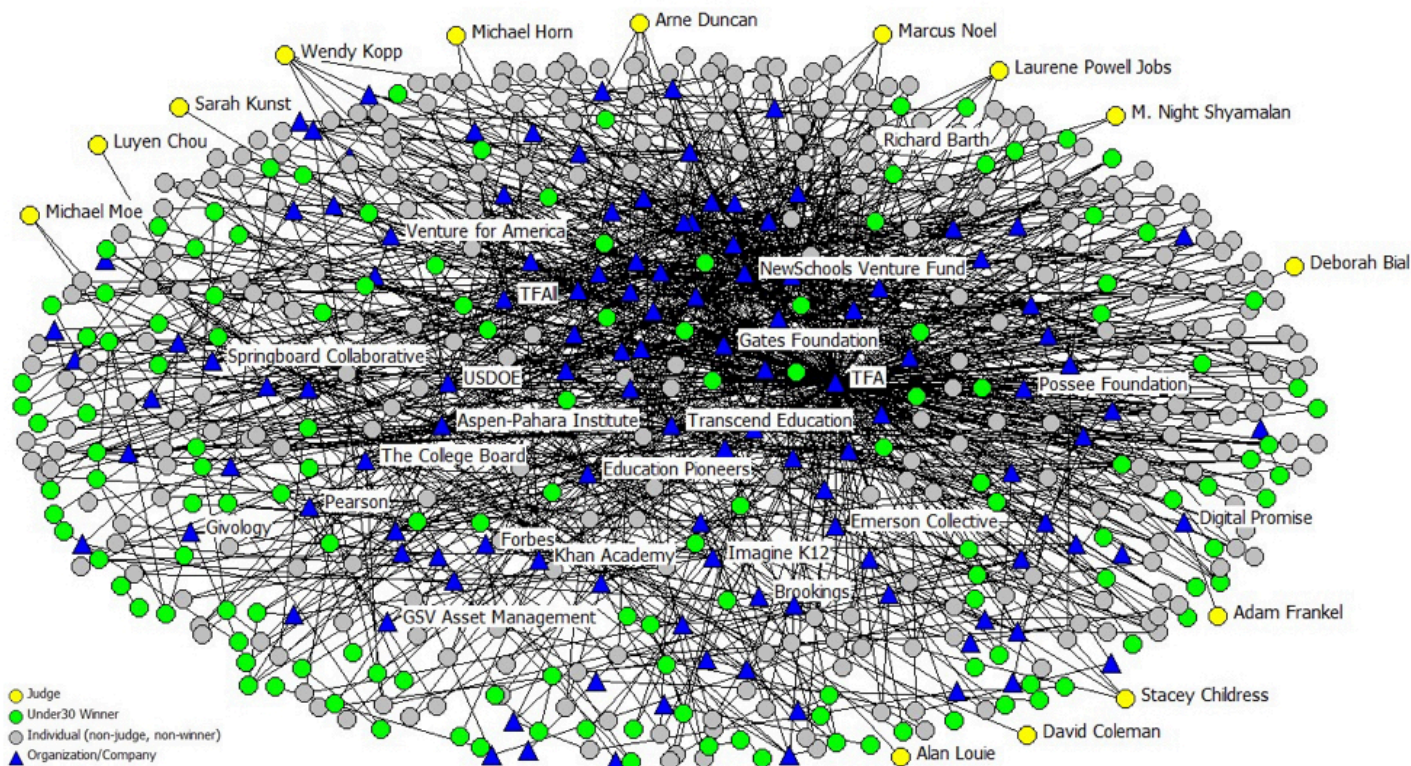 Arne Duncan
Michael Horn
Marcus Noel
Wendy Kopp
Laurene Powell Jobs
Sarah Kunst
M. Night Shyamalan
Richard Barth
Luyen Chou
Michael Moe
Venture for America
Deborah Bial
NewSchools Venture Fund
TFAll
Gates Foundation
Springboard Collaborative
USDOE
TFA
Possee Foundation
Aspen-Pahara Institute
Transcend Education
The College Board
Education Pioneers
Pearson
Givology
Emerson Collective
Digital Promise
Forbes
Khan Academy
Imagine K12
Brookings
GSV Asset Management
Adam Frankel
Judge
Stacey Childress
Under30 Winner
Individual (non-judge, non-winner)
David Coleman
Organization/Company
Alan Louie